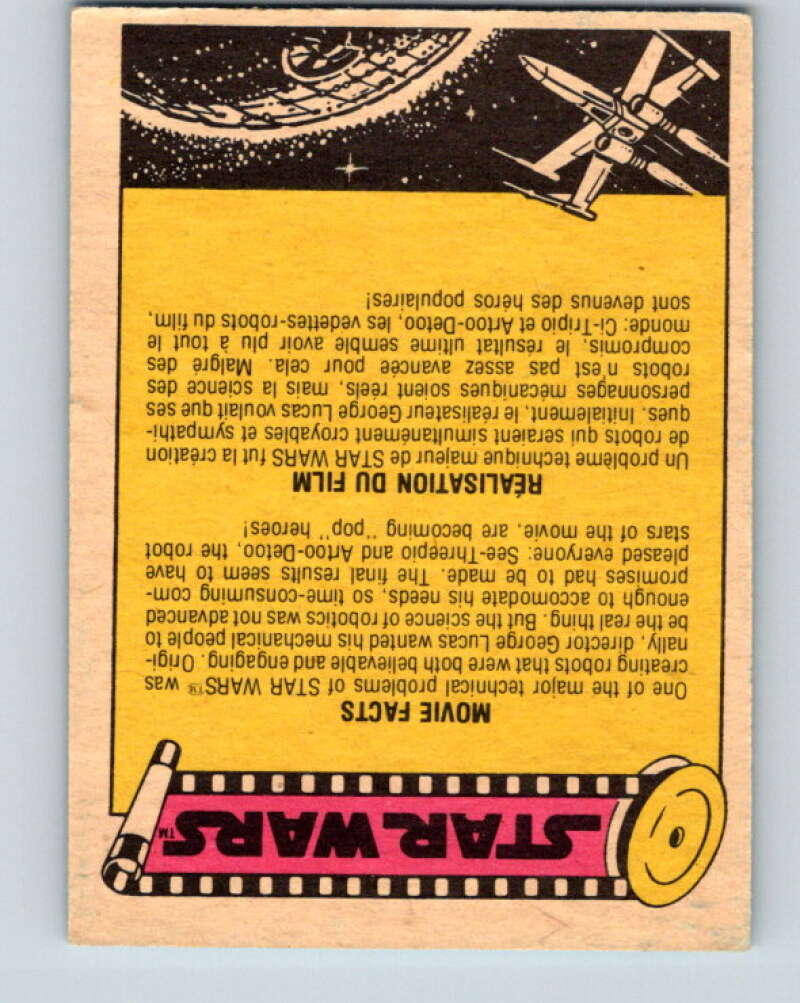 STAR WARS™
MOVIE FACTS
One of the major technical problems of STAR WARS™ was
creating robots that were both believable and engaging. Origi-
nally, director George Lucas wanted his mechanical people to
be the real thing. But the science of robotics was not advanced
enough to accomodate his needs, so time-consuming com-
promises had to be made. The final results seem to have
pleased everyone: See-Threepio and Artoo-Detoo, the robot
stars of the movie, are becoming "pop" heroes!
RÉALISATION DU FILM
Un problème technique majeur de STAR WARS fut la création
de robots qui seraient simultanément croyables et sympathi-
ques. Initialement, le réalisateur George Lucas voulait que ses
personnages mécaniques soient réels, mais la science des
robots n'est pas assez avancée pour cela. Malgré des
compromis, le résultat ultime semble avoir plu à tout le
monde: Ci-Tripio et Artoo-Detoo, les vedettes-robots du film,
sont devenus des héros populaires!